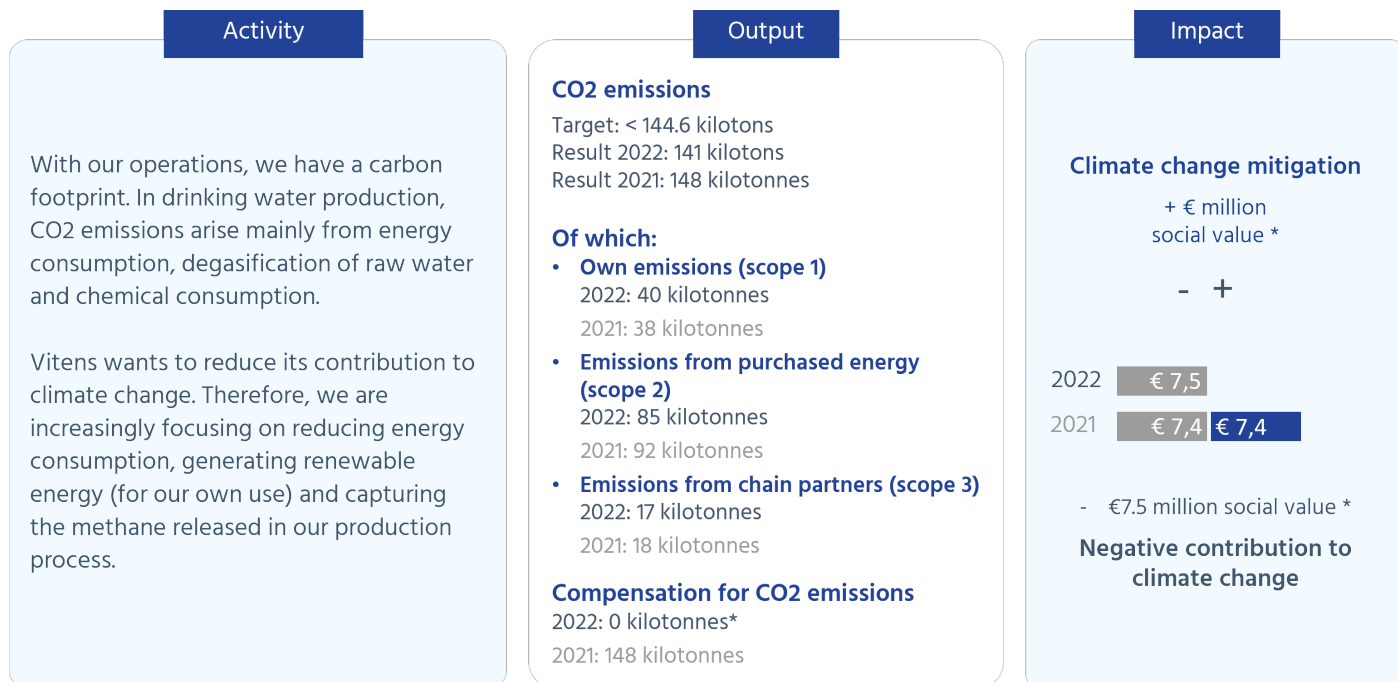 Activity
With our operations, we have a carbon
footprint. In drinking water production,
CO2 emissions arise mainly from energy
consumption, degasification of raw water
and chemical consumption.
Vitens wants to reduce its contribution to
climate change. Therefore, we are
increasingly focusing on reducing energy
consumption, generating renewable
energy (for our own use) and capturing
the methane released in our production
process.
Output
CO2 emissions
Target: < 144.6 kilotons
Result 2022: 141 kilotons
Result 2021: 148 kilotonnes
Of which:
• Own emissions (scope 1)
2022: 40 kilotonnes
2021: 38 kilotonnes
• Emissions from purchased energy
(scope 2)
2022: 85 kilotonnes
2021: 92 kilotonnes
• Emissions from chain partners (scope 3)
2022: 17 kilotonnes
2021: 18 kilotonnes
Compensation for CO2 emissions
2022: 0 kilotonnes*
2021: 148 kilotonnes
Impact
Climate change mitigation
+ € million
social value *
- +
2022 € 7,5
2021 € 7,4 € 7,4
- €7.5 million social value *
Negative contribution to
climate change